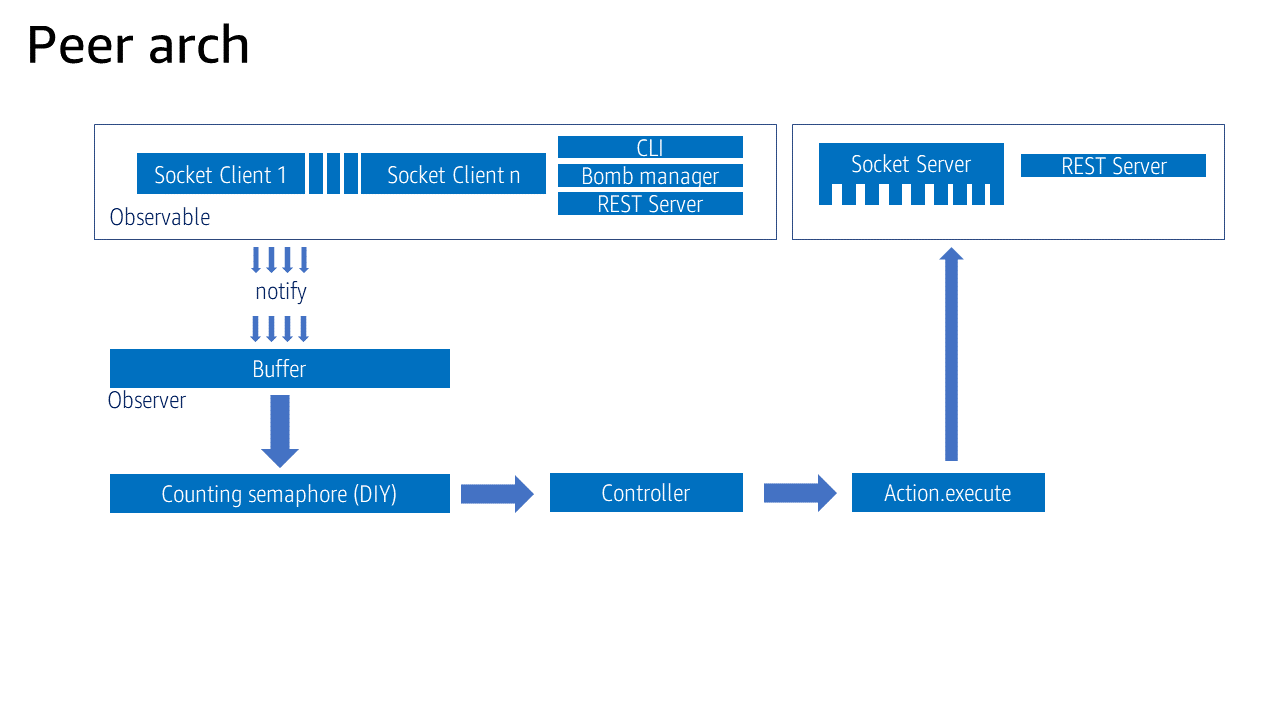 Peer arch
Socket Client 1
Socket Client n
CLI
Bomb manager
REST Server
Observable
Socket Server
REST Server
notify
Buffer
Observer
Counting semaphore (DIY)
Controller
Action.execute